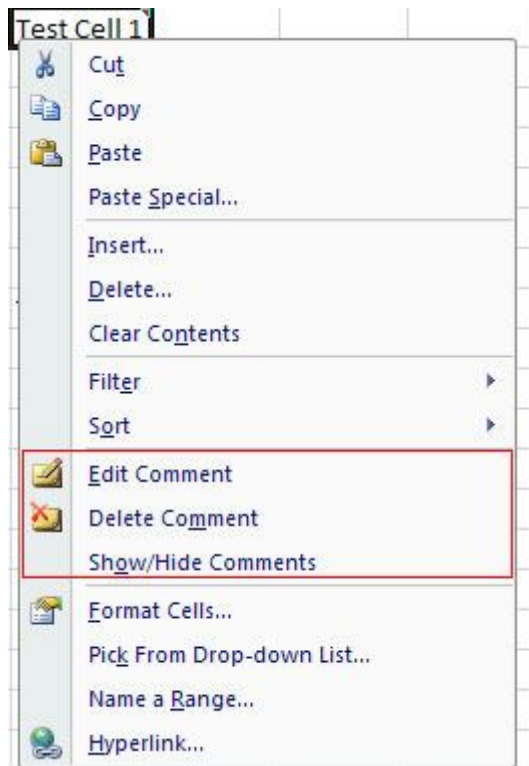 Test Cell 1
Cut
Copy
Paste
Paste Special...
Insert...
Delete...
Clear Contents
Filter
Sort
Edit Comment
Delete Comment
Show/Hide Comments
Format Cells...
Pick From Drop-down List...
Name a Range...
Hyperlink...